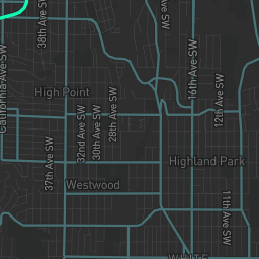 38th Ave SW
Ave SW
California Ave SW
High Point
16th Ave SW
12th Ave SW
28th Ave SW
32nd Ave SW
30th Ave SW
37th Ave SW
Highland Park
Westwood
11th Ave SW
WHITE